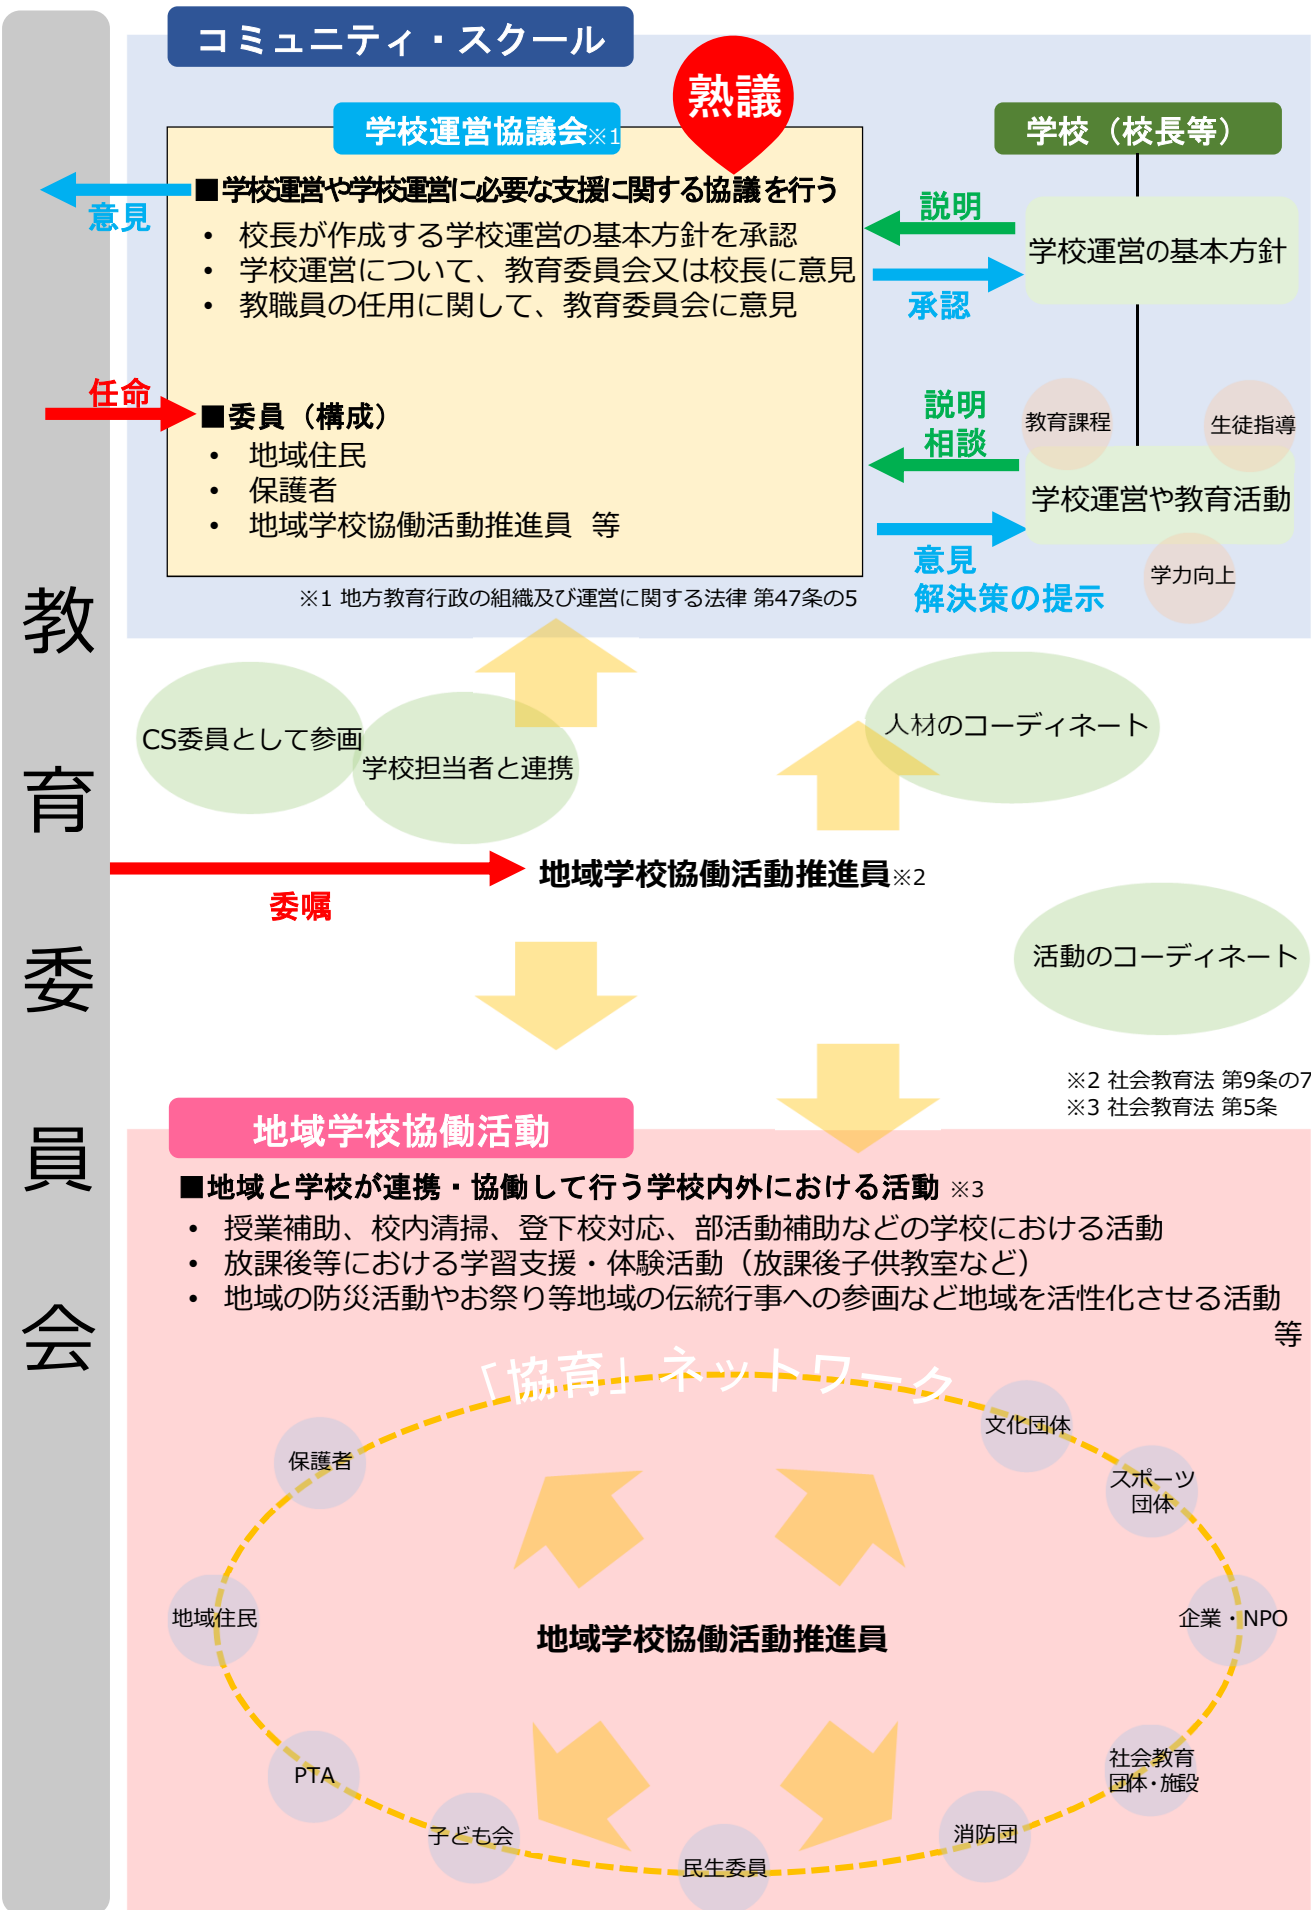 コミュニティ・スクール
熟議
学校運営協議会※1
学校（校長等）
■学校運営や学校運営に必要な支援に関する協議を行う
• 校長が作成する学校運営の基本方針を承認
• 学校運営について、教育委員会又は校長に意見
• 教職員の任用に関して、教育委員会に意見
意見
説明
承認
学校運営の基本方針
任命
■委員（構成）
• 地域住民
• 保護者
• 地域学校協働活動推進員 等
説明
相談
意見
解決策の提示
教育課程
生徒指導
学校運営や教育活動
学力向上
※1 地方教育行政の組織及び運営に関する法律 第47条の5
教育委員会
CS委員として参画
学校担当者と連携
人材のコーディネート
地域学校協働活動推進員※2
委嘱
活動のコーディネート
※2 社会教育法 第9条の7
※3 社会教育法 第5条
地域学校協働活動
■地域と学校が連携・協働して行う学校内外における活動 ※3
• 授業補助、校内清掃、登下校対応、部活動補助などの学校における活動
• 放課後等における学習支援・体験活動（放課後子供教室など）
• 地域の防災活動やお祭り等地域の伝統行事への参画など地域を活性化させる活動
等
「協育」ネットワーク
文化団体
保護者
スポーツ
団体
地域住民
企業・NPO
地域学校協働活動推進員
PTA
社会教育
団体・施設
子ども会
消防団
民生委員